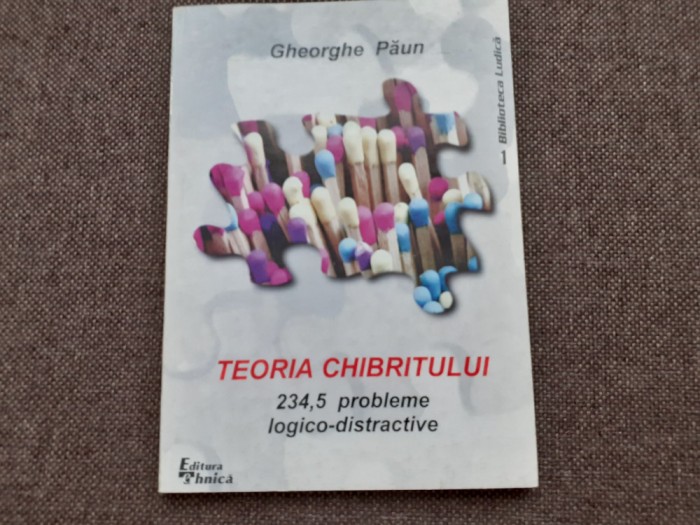 Gheorghe Păun
Biblioteca Ludică
1
TEORIA CHIBRITULUI
234,5 probleme
logico-distractive
Editura
Tehnică